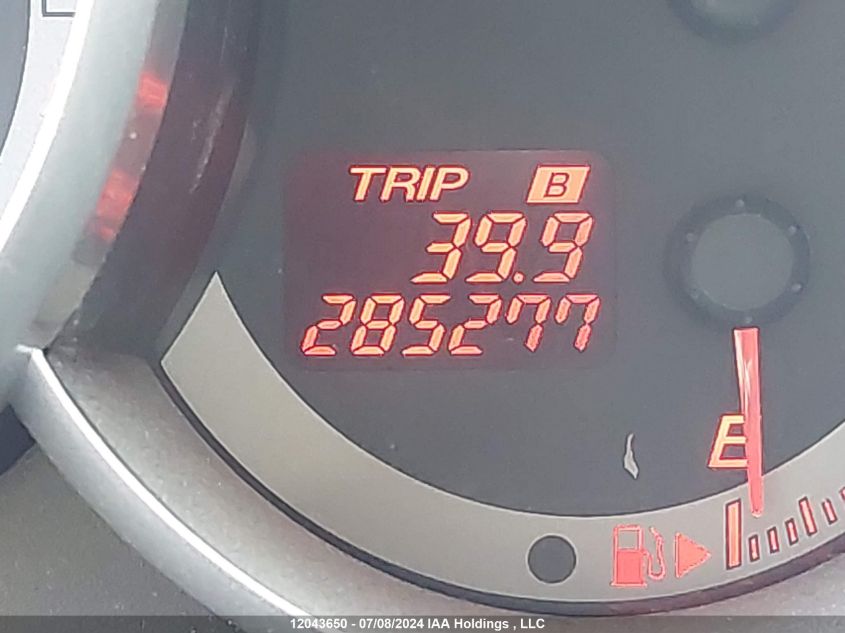 TRIP B
39.9
285277
E
12043650 - 07/08/2024 IAA Holdings , LLC